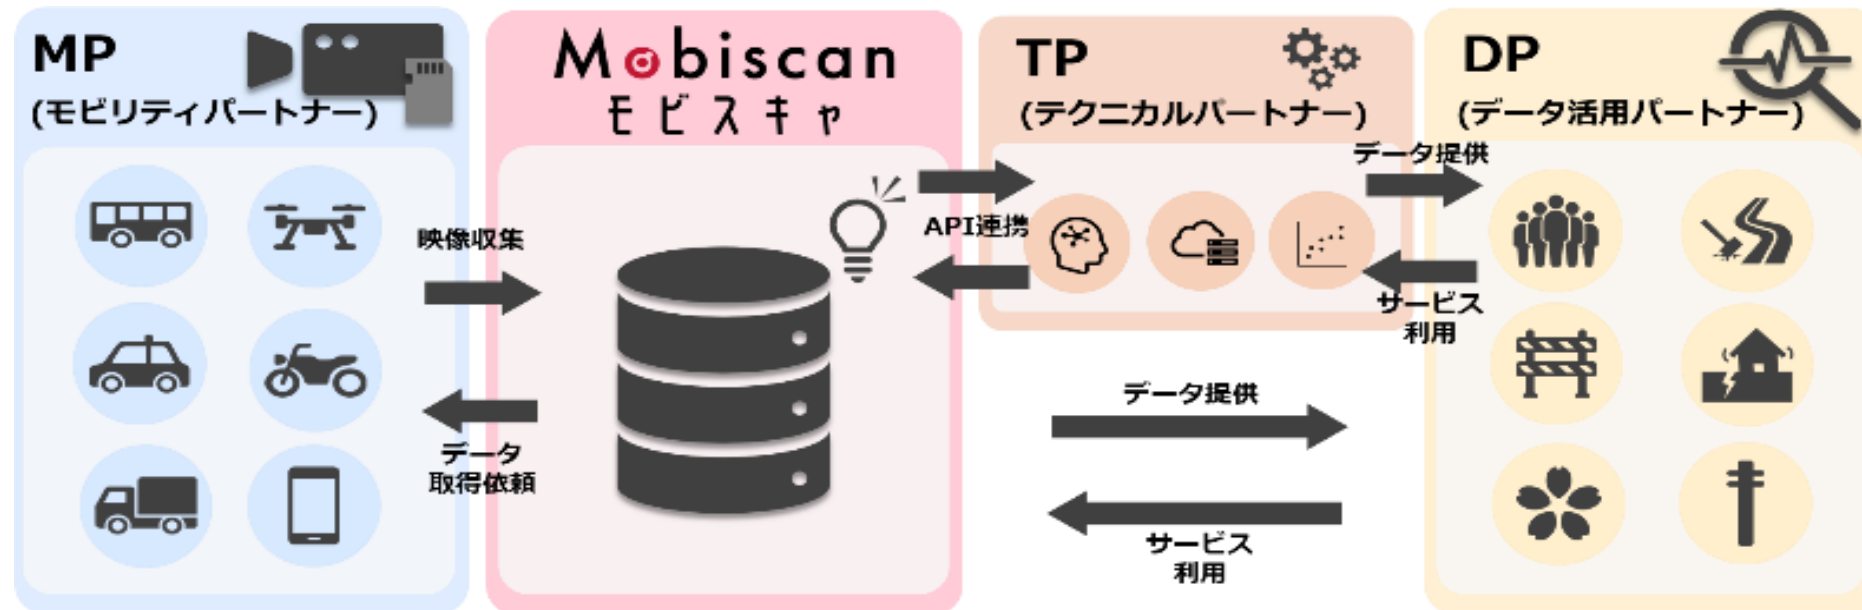 MP
(モビリティパートナー)
映像収集
データ
取得依頼
Mobiscan
モビスキャ
API連携
TP
(テクニカルパートナー)
データ提供
サービス
利用
データ提供
サービス
利用
DP
(データ活用パートナー)